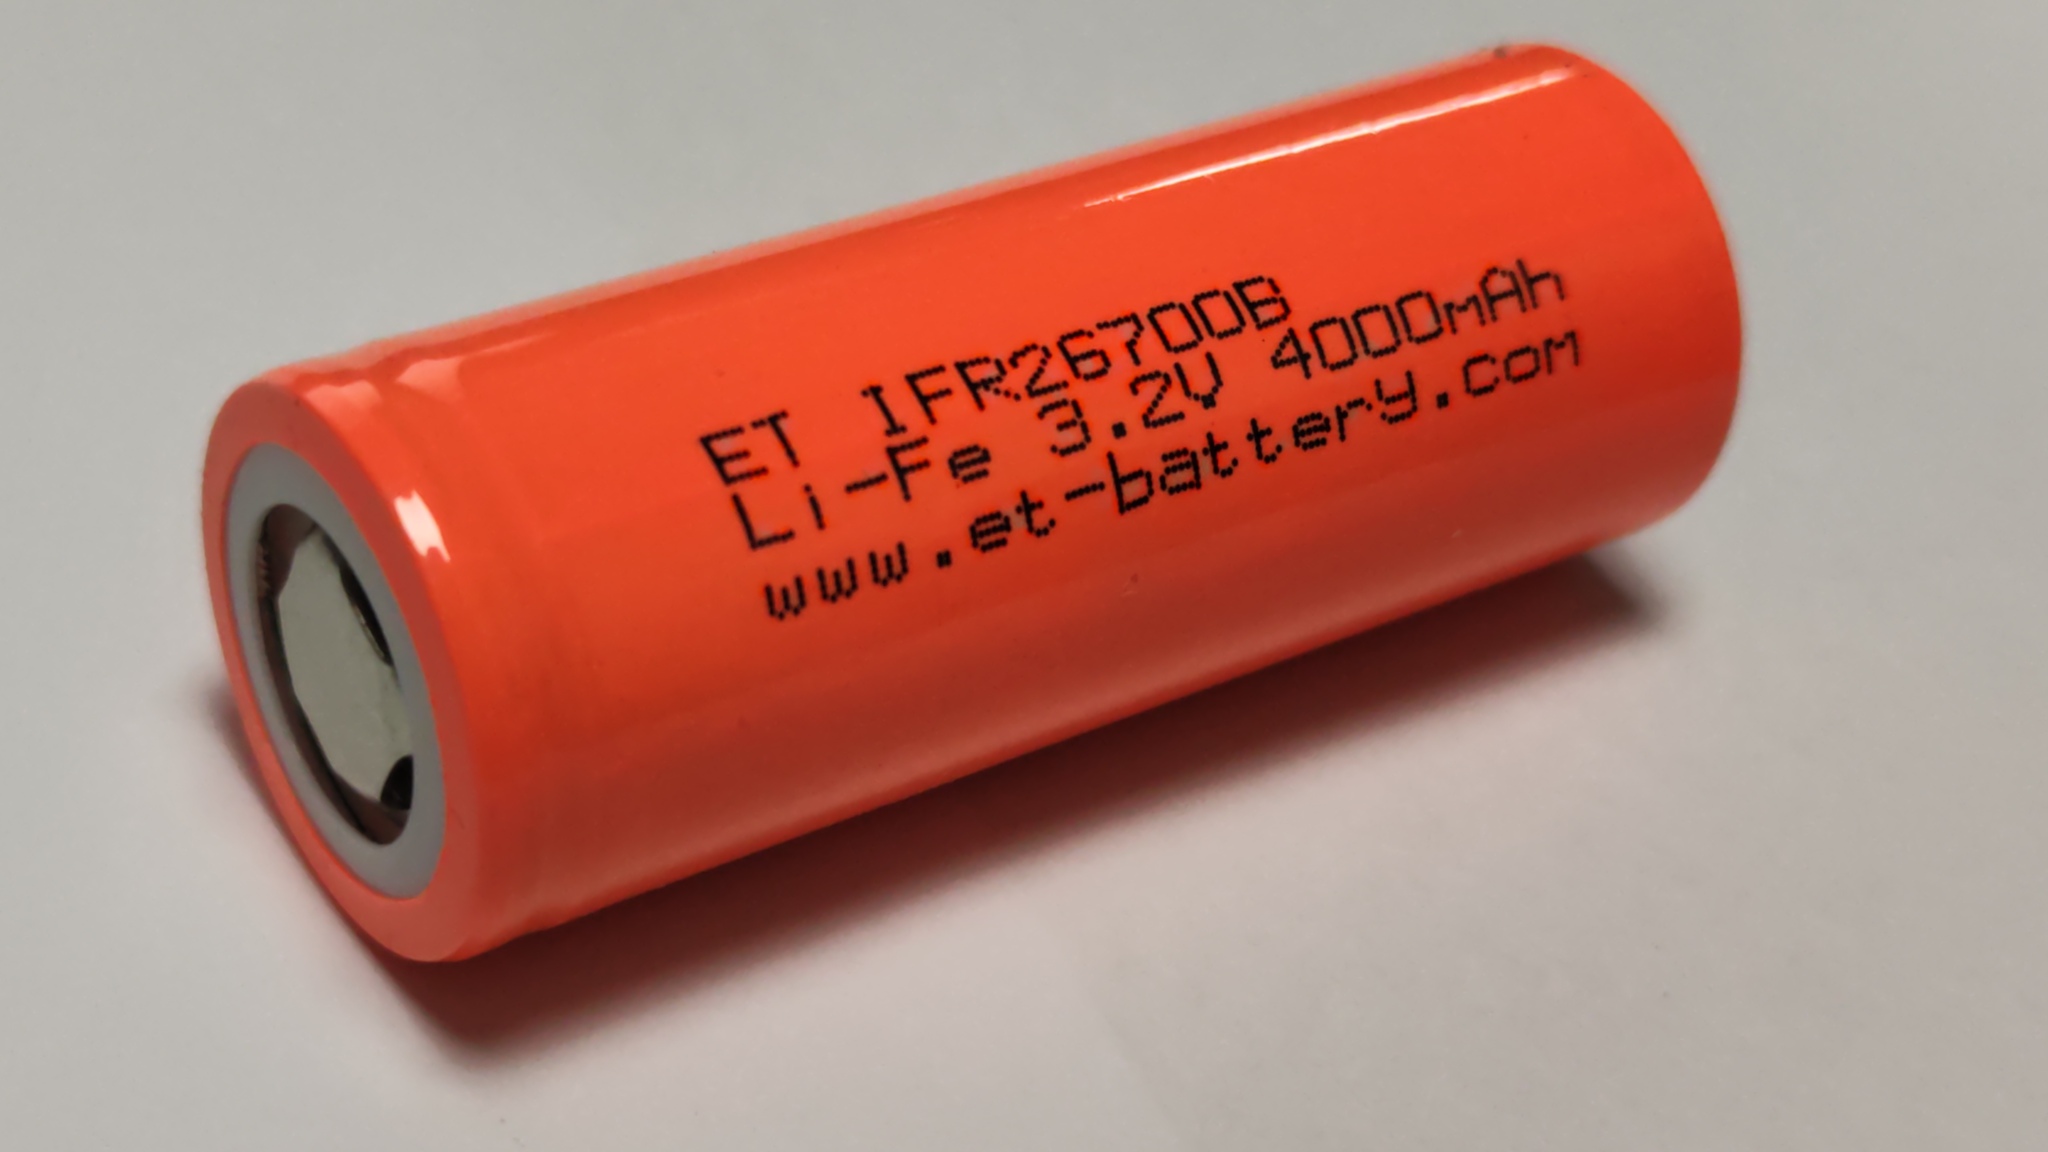 ET IFR26700B
Li-Fe 3.2V 4000mAh
www.et-battery.com